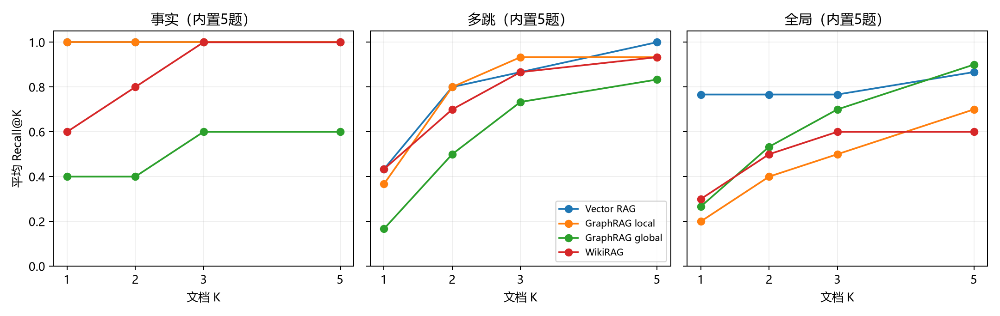 事实（内置5题）
多跳（内置5题）
全局（内置5题）
平均 Recall@K
1.0
0.8
0.6
0.4
0.2
0.0
1 2 3 5
1 2 3 5
1 2 3 5
文档 K
文档 K
文档 K
Vector RAG
GraphRAG local
GraphRAG global
WikiRAG